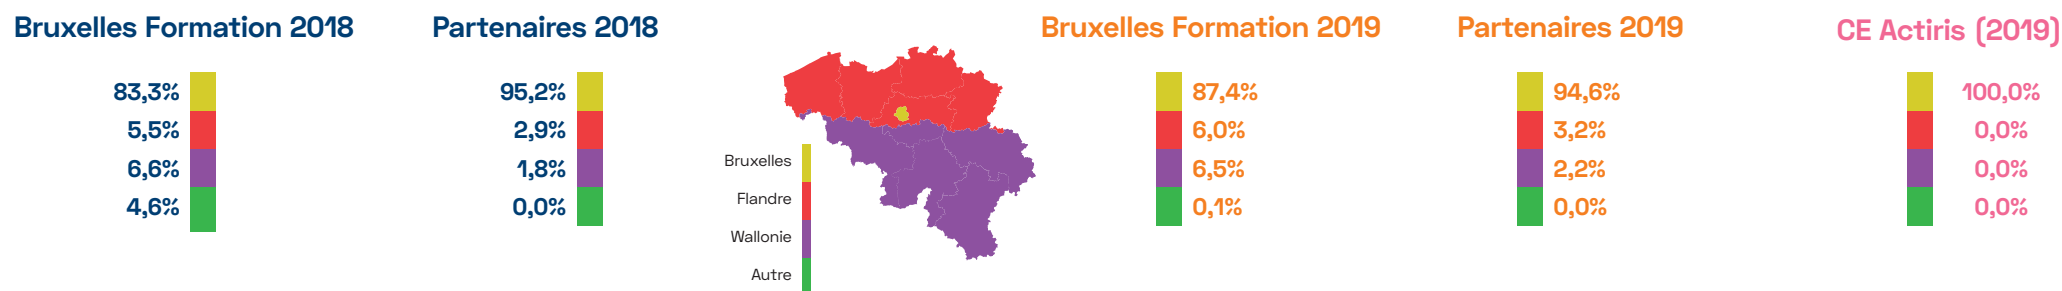 Bruxelles Formation 2018
83,3%
5,5%
6,6%
4,6%
Partenaires 2018
95,2%
2,9%
1,8%
0,0%
Bruxelles
Flandre
Wallonie
Autre
Bruxelles Formation 2019
87,4%
6,0%
6,5%
0,1%
Partenaires 2019
94,6%
3,2%
2,2%
0,0%
CE Actiris (2019)
100,0%
0,0%
0,0%
0,0%